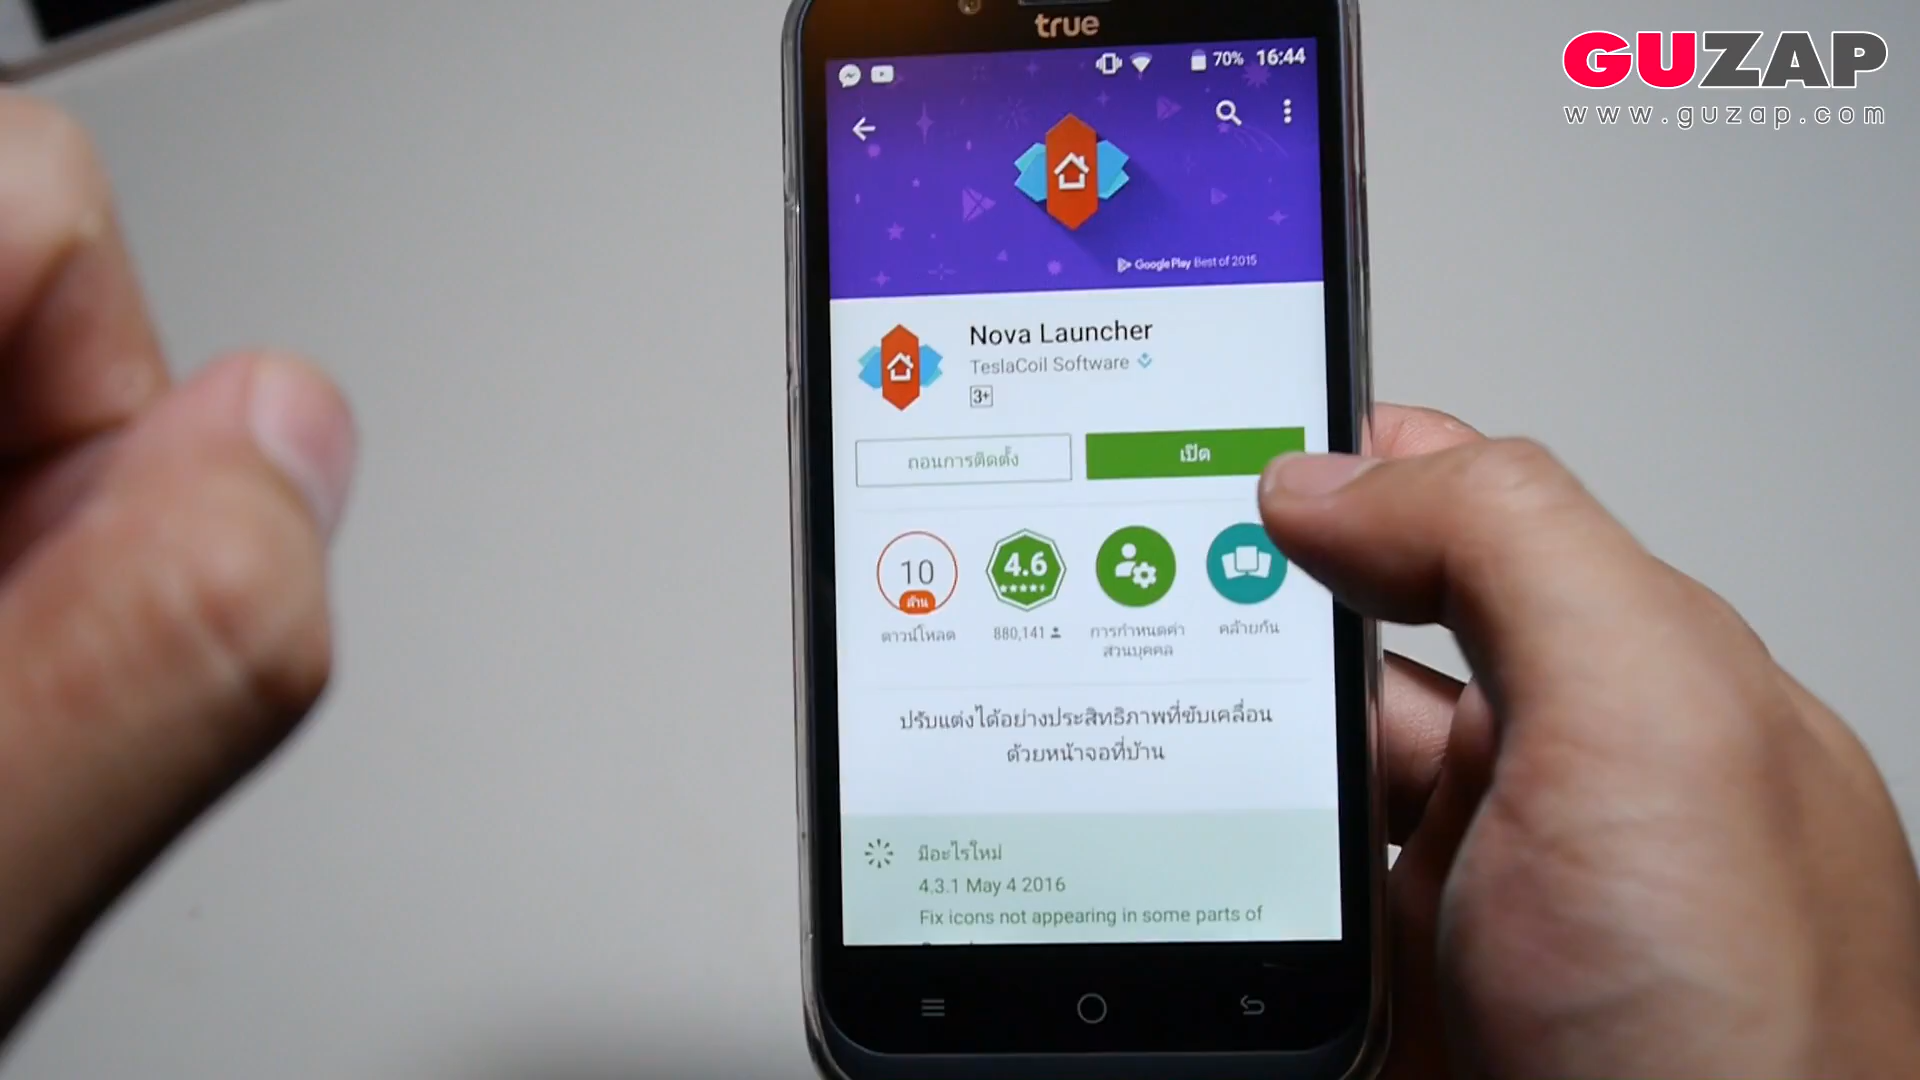 true
GUZAP
www.guzap.com
70% 16:44
Google Play Best of 2015
Nova Launcher
TeslaCoil Software
3+
ถอนการติดตั้ง
เปิด
10
ล้าน
4.6
ดาวน์โหลด
880,141
การกำหนดค่า
ส่วนบุคคล
คล้ายกัน
ปรับแต่งได้อย่างประสิทธิภาพที่ขับเคลื่อน
ด้วยหน้าจอที่บ้าน
มีอะไรใหม่
4.3.1 May 4 2016
Fix icons not appearing in some parts of